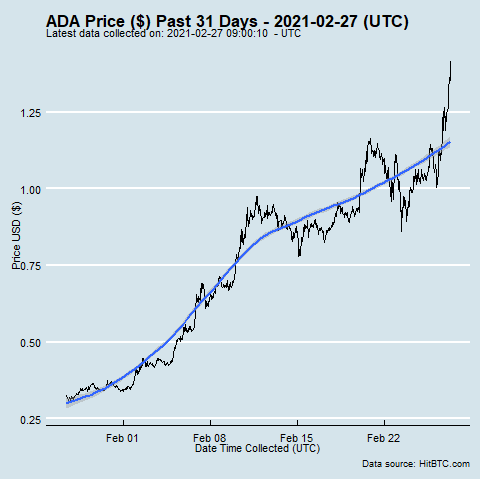 ADA Price ($) Past 31 Days - 2021-02-27 (UTC)
Latest data collected on: 2021-02-27 09:00:10 - UTC
Price USD ($)
1.25
1.00
0.75
0.50
0.25
Feb 01 Feb 08 Feb 15 Feb 22
Date Time Collected (UTC)
Data source: HitBTC.com